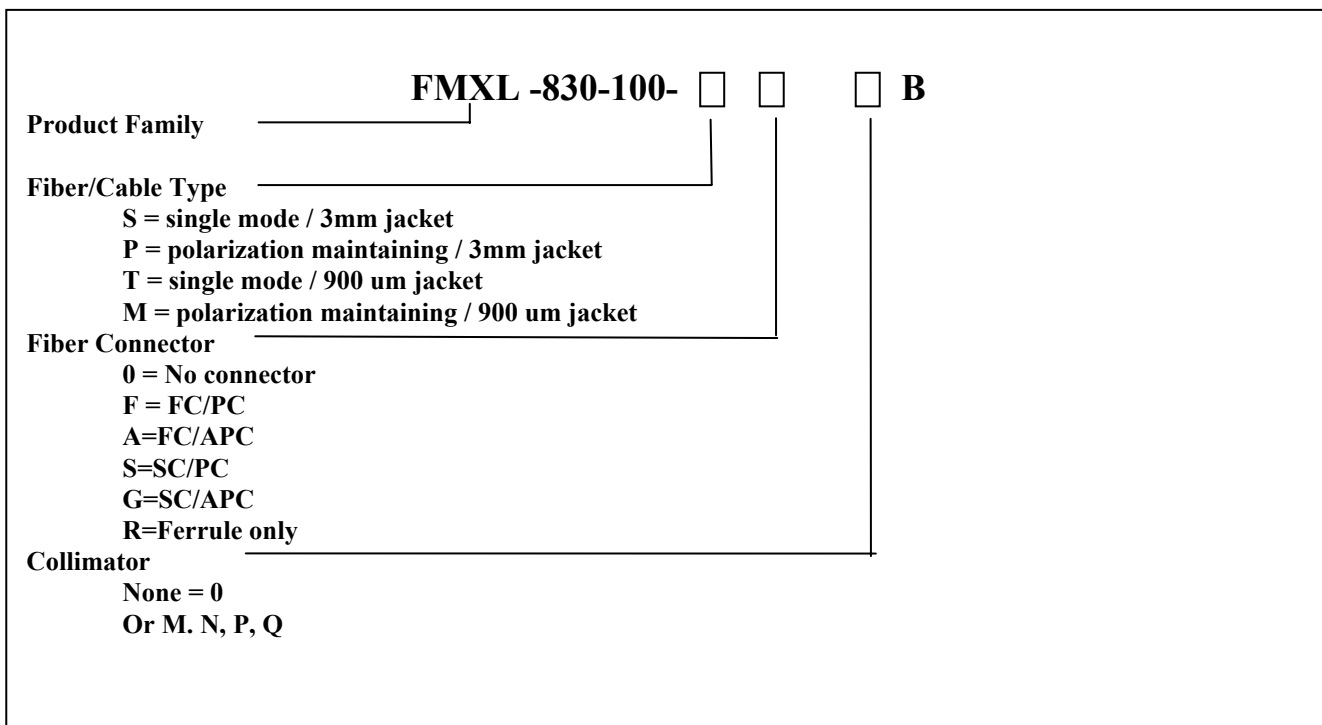 FMXL -830-100- □ □ □ B
Product Family
Fiber/Cable Type
S = single mode / 3mm jacket
P = polarization maintaining / 3mm jacket
T = single mode / 900 um jacket
M = polarization maintaining / 900 um jacket
Fiber Connector
0 = No connector
F = FC/PC
A=FC/APC
S=SC/PC
G=SC/APC
R=Ferrule only
Collimator
None = 0
Or M. N, P, Q